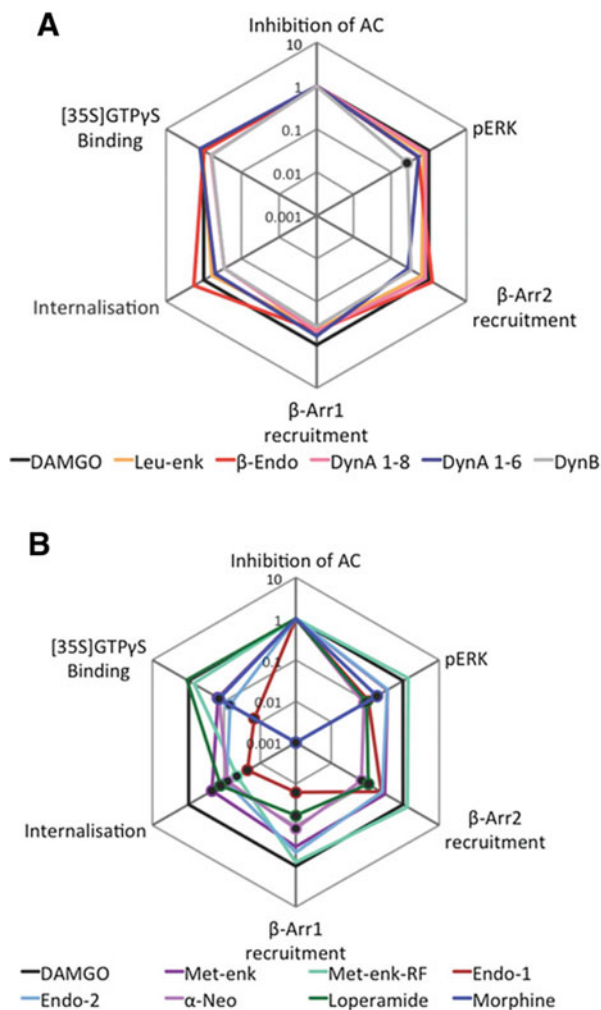 A
Inhibition of AC
10
1
0.1
0.01
0.001
[35S]GTPγS
Binding
pERK
Internalisation
β-Arr2
recruitment
β-Arr1
recruitment
DAMGO Leu-enk β-Endo DynA 1-8 DynA 1-6 DynB
B
Inhibition of AC
10
1
0.1
0.01
0.001
[35S]GTPγS
Binding
pERK
Internalisation
β-Arr2
recruitment
β-Arr1
recruitment
DAMGO Met-enk Met-enk-RF Endo-1
Endo-2 α-Neo Loperamide Morphine